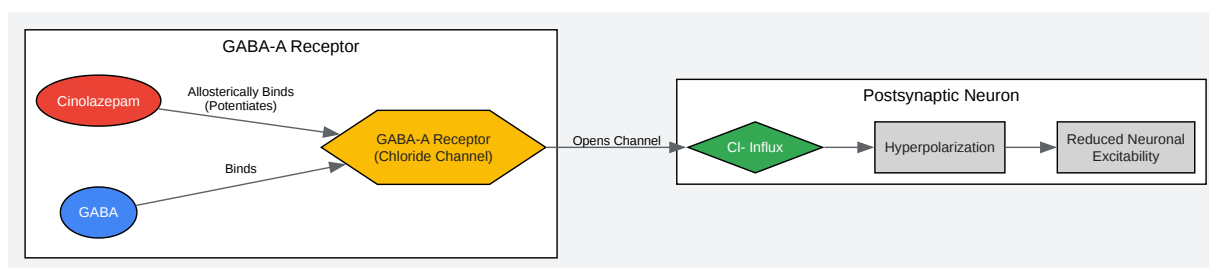 GABA-A Receptor
Cinolazepam
Allosterically Binds
(Potentiates)
GABA-A Receptor
(Chloride Channel)
Binds
GABA
Opens Channel
Postsynaptic Neuron
Cl- Influx
Hyperpolarization
Reduced Neuronal
Excitability